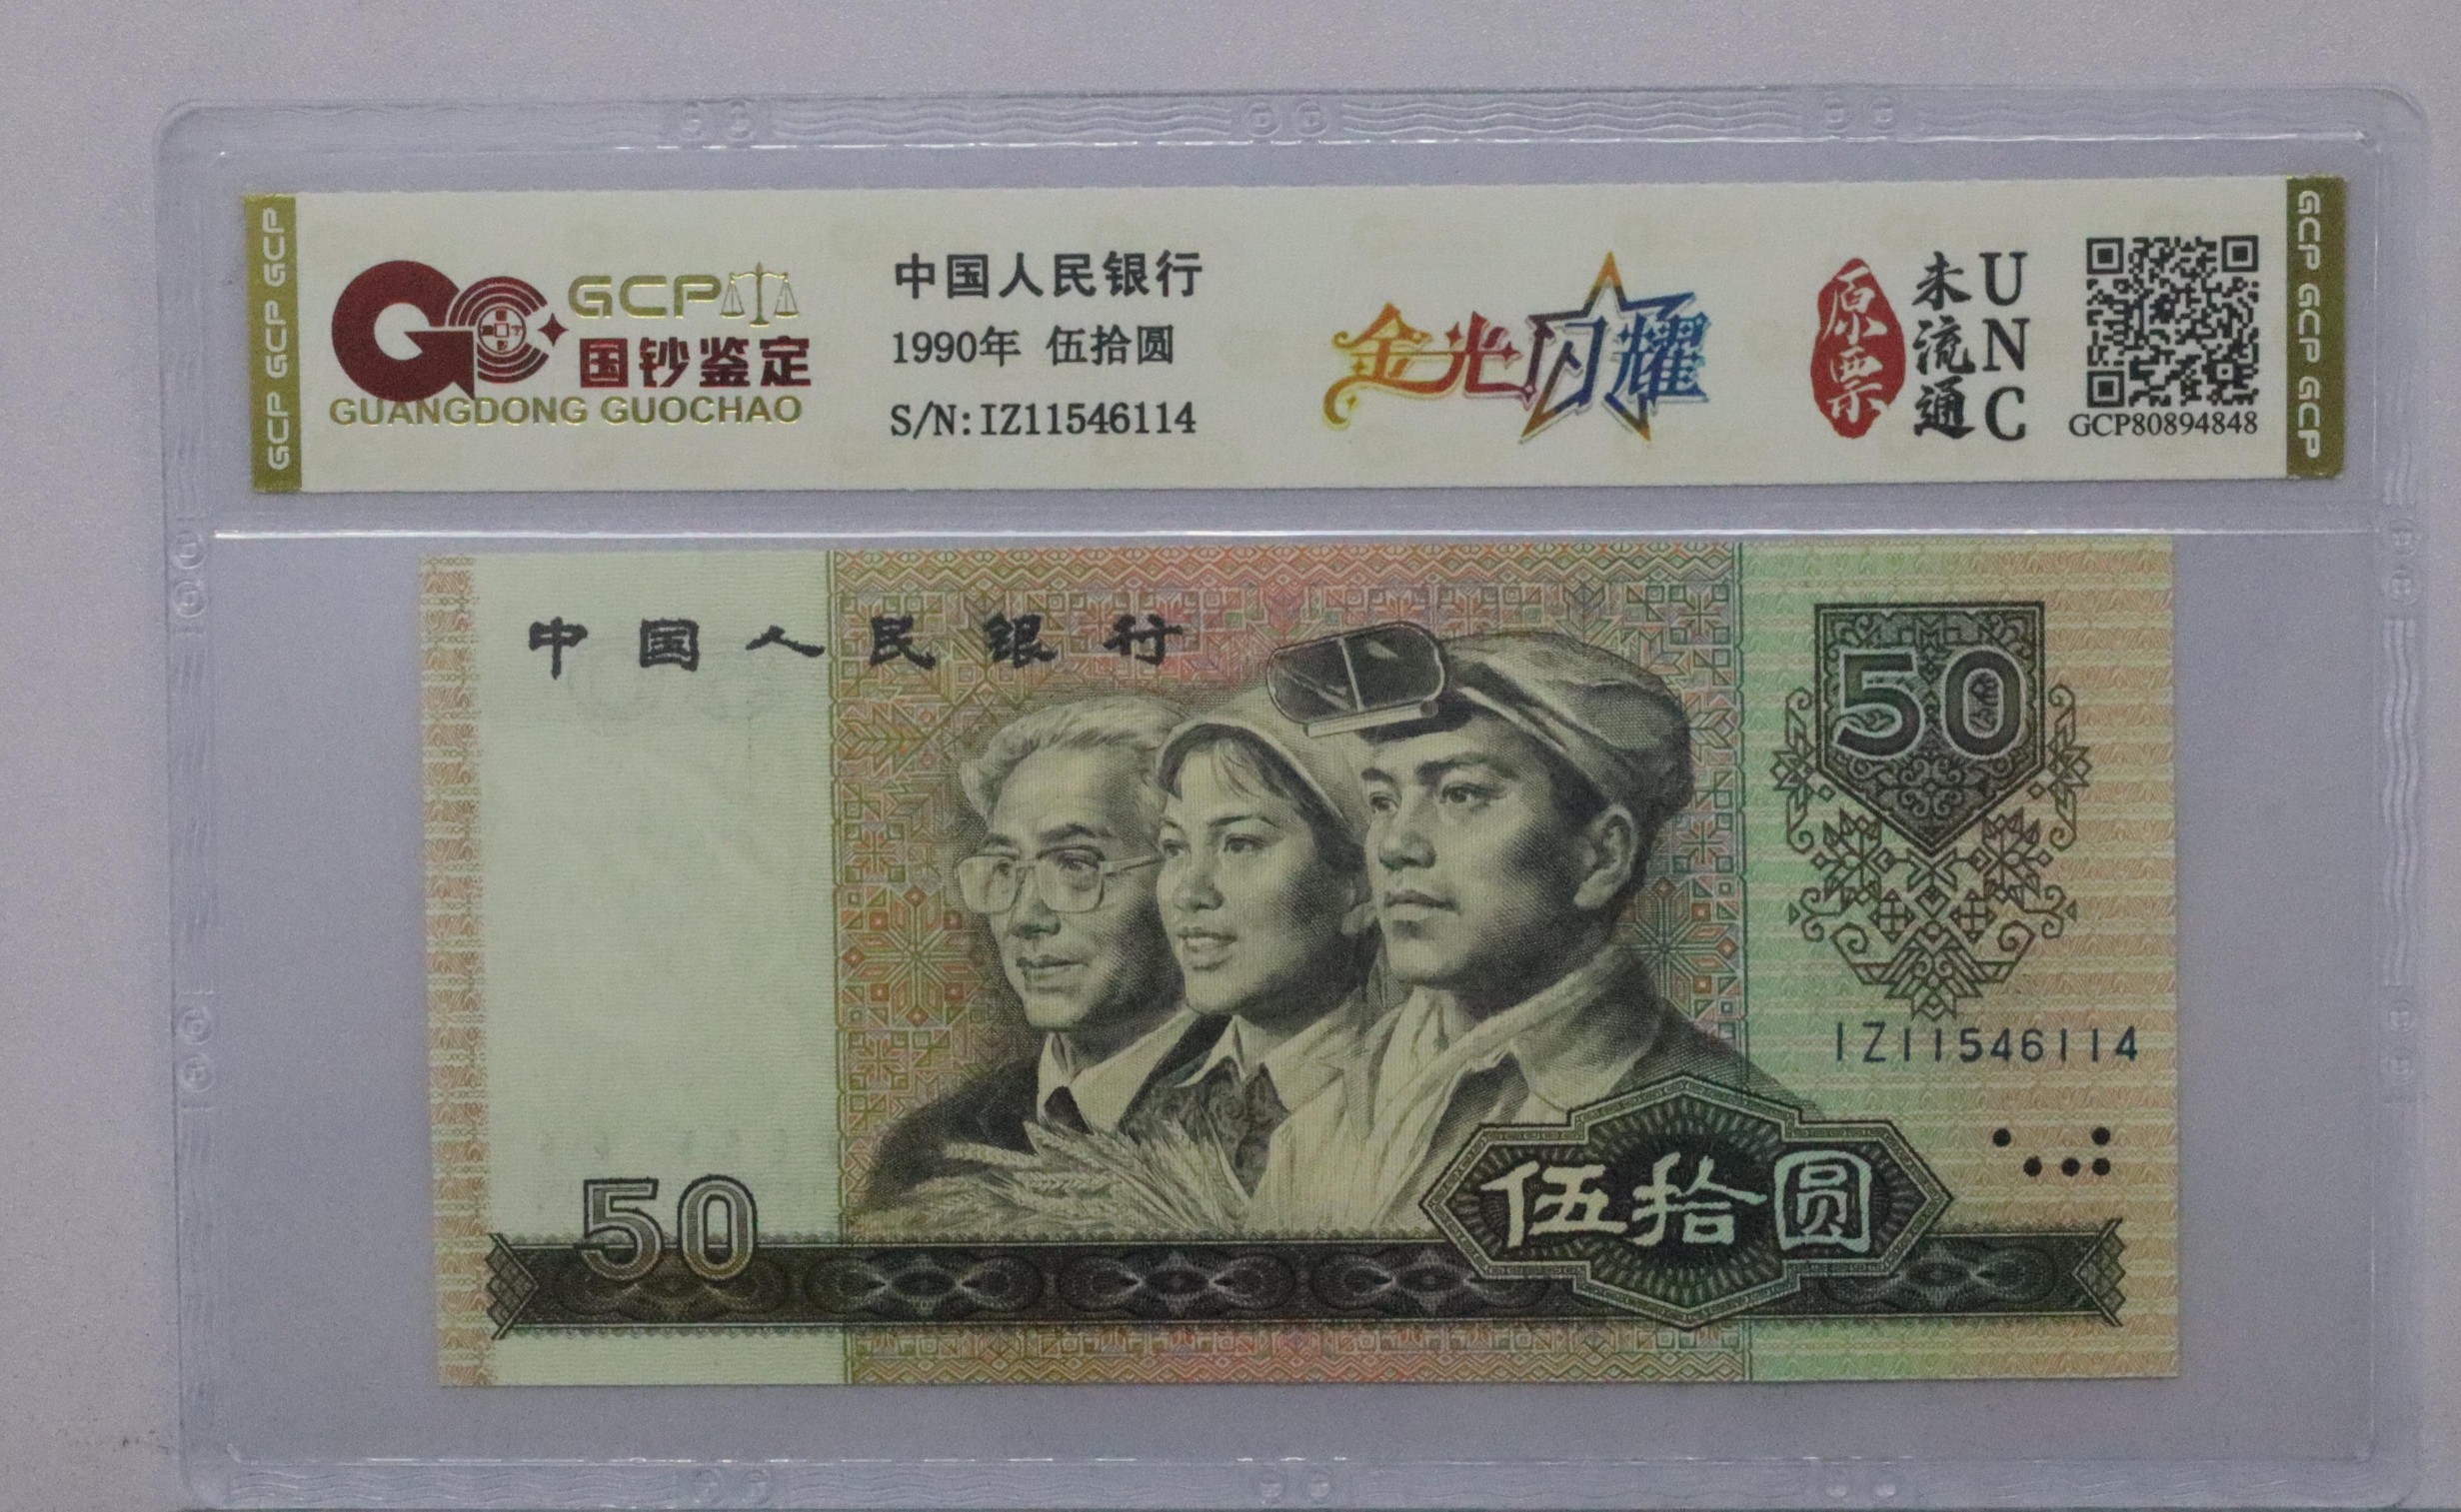 GCP GCP GCP
GCP
国钞鉴定
GUANGDONG GUOCHAO
中国人民银行
1990年 伍拾圆
S/N:IZ11546114
金光闪耀
原票
未流通
UNC
GCP80894848
GCP GCP GCP
中国人民银行
50
IZ11546114
50
伍拾圆